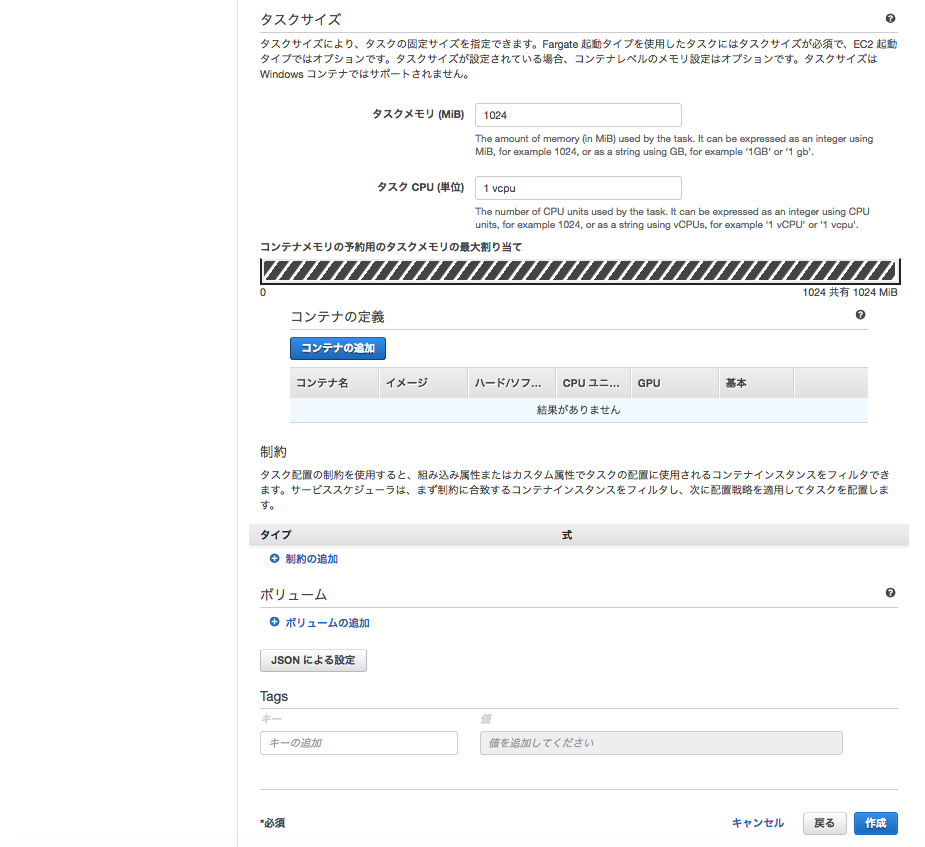 タスクサイズ
タスクサイズにより、タスクの固定サイズを指定できます。Fargate 起動タイプを使用したタスクにはタスクサイズが必須で、EC2 起動
タイプではオプションです。タスクサイズが設定されている場合、コンテナレベルのメモリ設定はオプションです。タスクサイズは
Windows コンテナではサポートされません。
タスクメモリ (MiB)
1024
The amount of memory (in MiB) used by the task. It can be expressed as an integer using
MiB, for example 1024, or as a string using GB, for example '1GB' or '1 gb'.
タスク CPU (単位)
1 vcpu
The number of CPU units used by the task. It can be expressed as an integer using CPU
units, for example 1024, or as a string using vCPUs, for example '1 vCPU' or '1 vcpu'.
コンテナメモリの予約用のタスクメモリの最大割り当て
0
1024 共有 1024 MiB
コンテナの定義
コンテナの追加
コンテナ名 イメージ ハード/ソフ... CPU ユニ... GPU 基本
結果がありません
制約
タスク配置の制約を使用すると、組み込み属性またはカスタム属性でタスクの配置に使用されるコンテナインスタンスをフィルタでき
ます。サービススケジューラは、まず制約に合致するコンテナインスタンスをフィルタし、次に配置戦略を適用してタスクを配置しま
す。
タイプ 式
制約の追加
ボリューム
ボリュームの追加
JSON による設定
Tags
キー 値
キーの追加 値を追加してください
*必須 キャンセル 戻る 作成